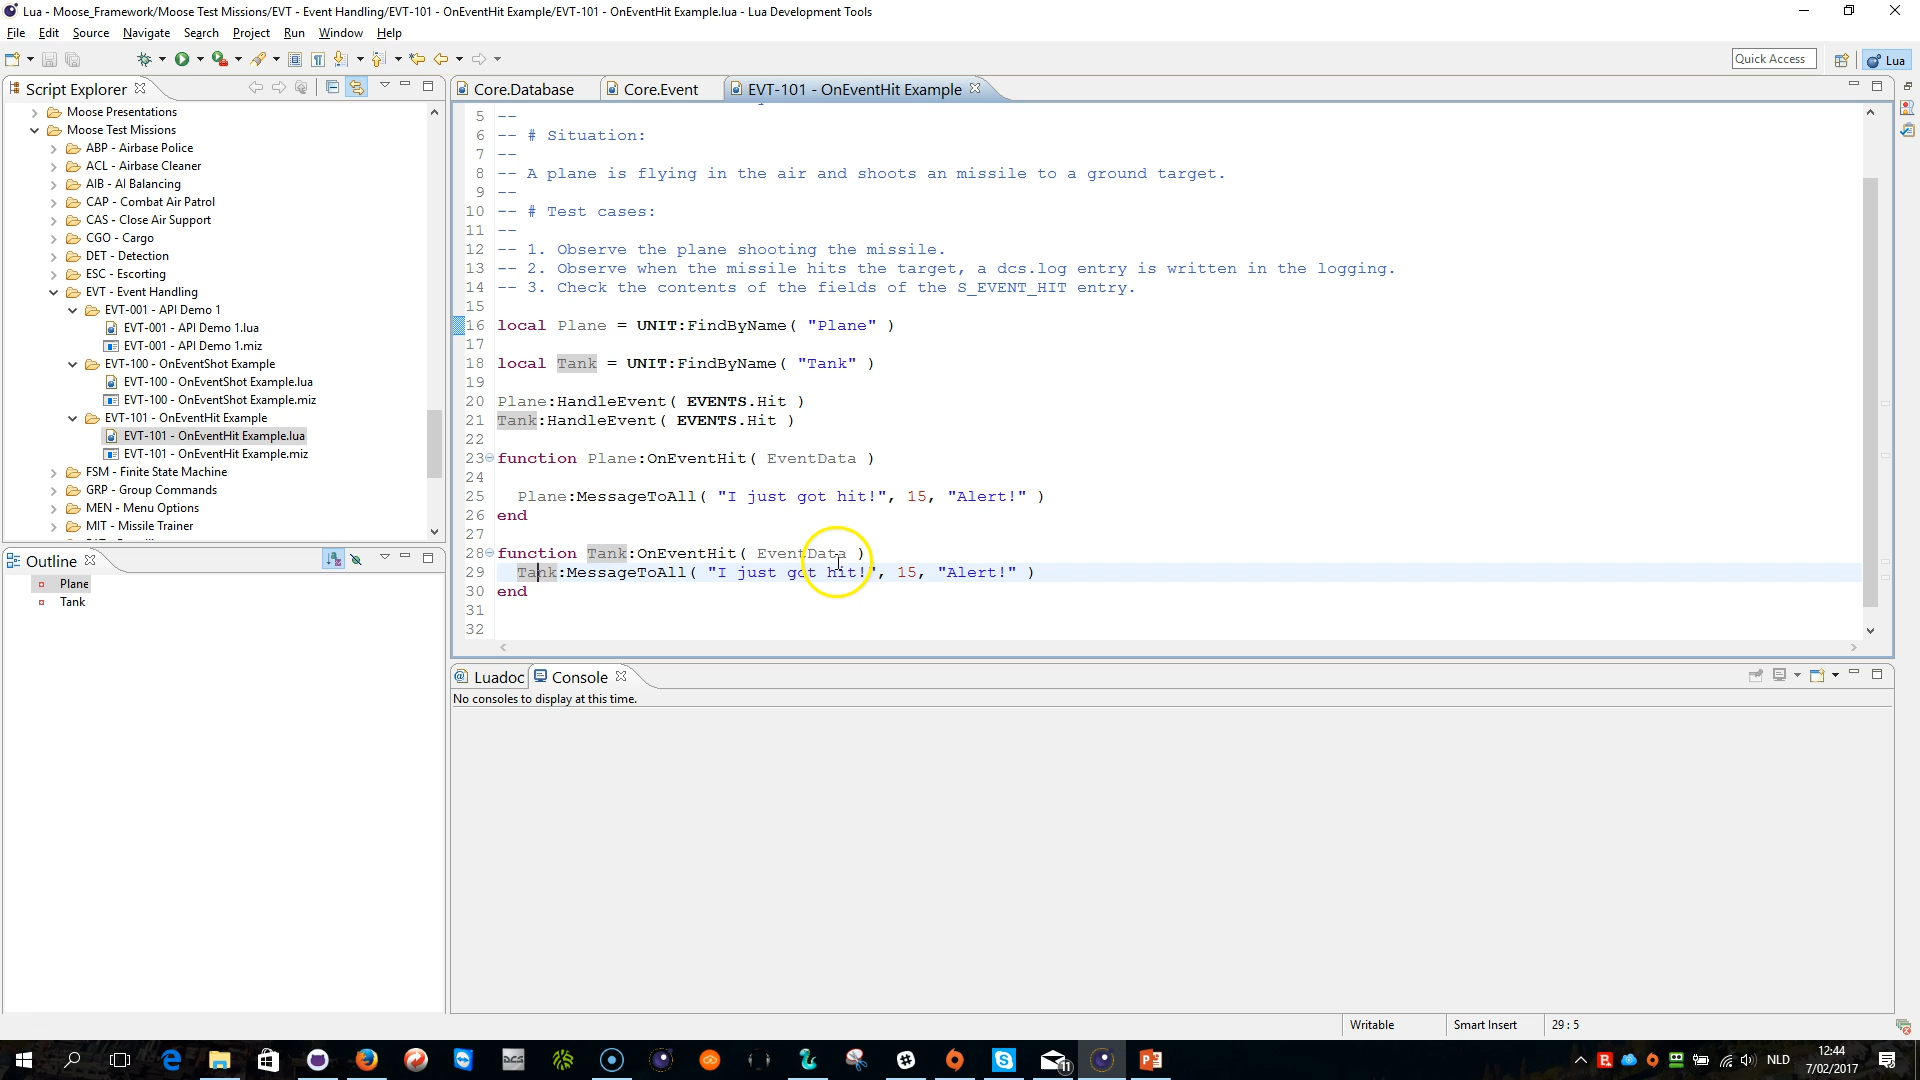 Lua - Moose_Framework/Moose Test Missions/EVT - Event Handling/EVT-101 - OnEventHit Example/EVT-101 - OnEventHit Example.lua - Lua Development Tools
File Edit Source Navigate Search Project Run Window Help
Quick Access
Lua
Script Explorer
Moose Presentations
Moose Test Missions
ABP - Airbase Police
ACL - Airbase Cleaner
AIB - AI Balancing
CAP - Combat Air Patrol
CAS - Close Air Support
CGO - Cargo
DET - Detection
ESC - Escorting
EVT - Event Handling
EVT-001 - API Demo 1
EVT-001 - API Demo 1.lua
EVT-001 - API Demo 1.miz
EVT-100 - OnEventShot Example
EVT-100 - OnEventShot Example.lua
EVT-100 - OnEventShot Example.miz
EVT-101 - OnEventHit Example
EVT-101 - OnEventHit Example.lua
EVT-101 - OnEventHit Example.miz
FSM - Finite State Machine
GRP - Group Commands
MEN - Menu Options
MIT - Missile Trainer
Outline
Plane
Tank
Core.Database Core.Event EVT-101 - OnEventHit Example
5 --
6 -- # Situation:
7 --
8 -- A plane is flying in the air and shoots an missile to a ground target.
9 --
10 -- # Test cases:
11 --
12 -- 1. Observe the plane shooting the missile.
13 -- 2. Observe when the missile hits the target, a dcs.log entry is written in the logging.
14 -- 3. Check the contents of the fields of the S_EVENT_HIT entry.
15
16 local Plane = UNIT:FindByName( "Plane" )
17
18 local Tank = UNIT:FindByName( "Tank" )
19
20 Plane:HandleEvent( EVENTS.Hit )
21 Tank:HandleEvent( EVENTS.Hit )
22
23 function Plane:OnEventHit( EventData )
24
25 Plane:MessageToAll( "I just got hit!", 15, "Alert!" )
26 end
27
28 function Tank:OnEventHit( EventData )
29 Tank:MessageToAll( "I just got hit!", 15, "Alert!" )
30 end
31
32
Luadoc Console
No consoles to display at this time.
Writable Smart Insert 29 : 5
DCS
11
NLD
12:44
7/02/2017